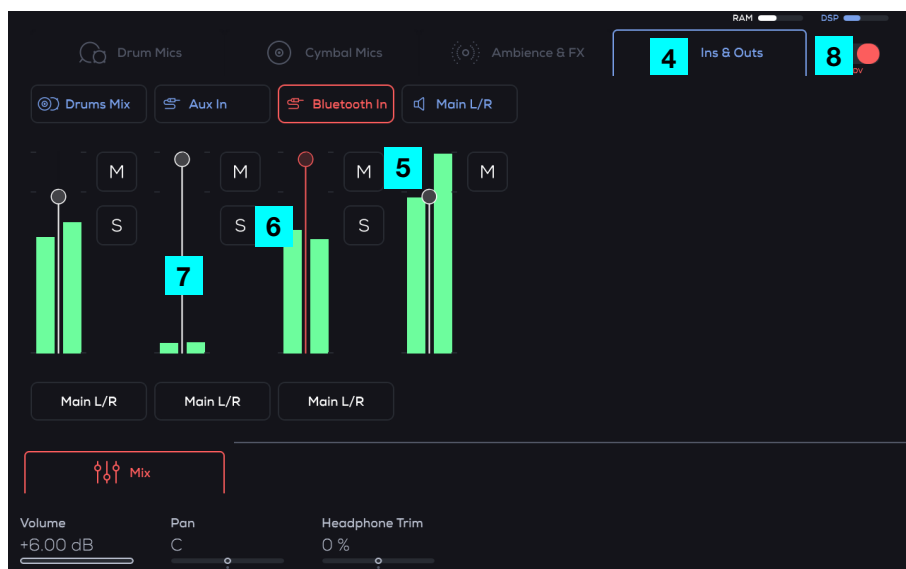 RAM DSP
Drum Mics Cymbal Mics Ambience & FX 4 Ins & Outs 8
Drums Mix Aux In Bluetooth In Main L/R
M M M 5 M
S S 6 S
7
Main L/R Main L/R Main L/R
Mix
Volume Pan Headphone Trim
+6.00 dB C 0 %